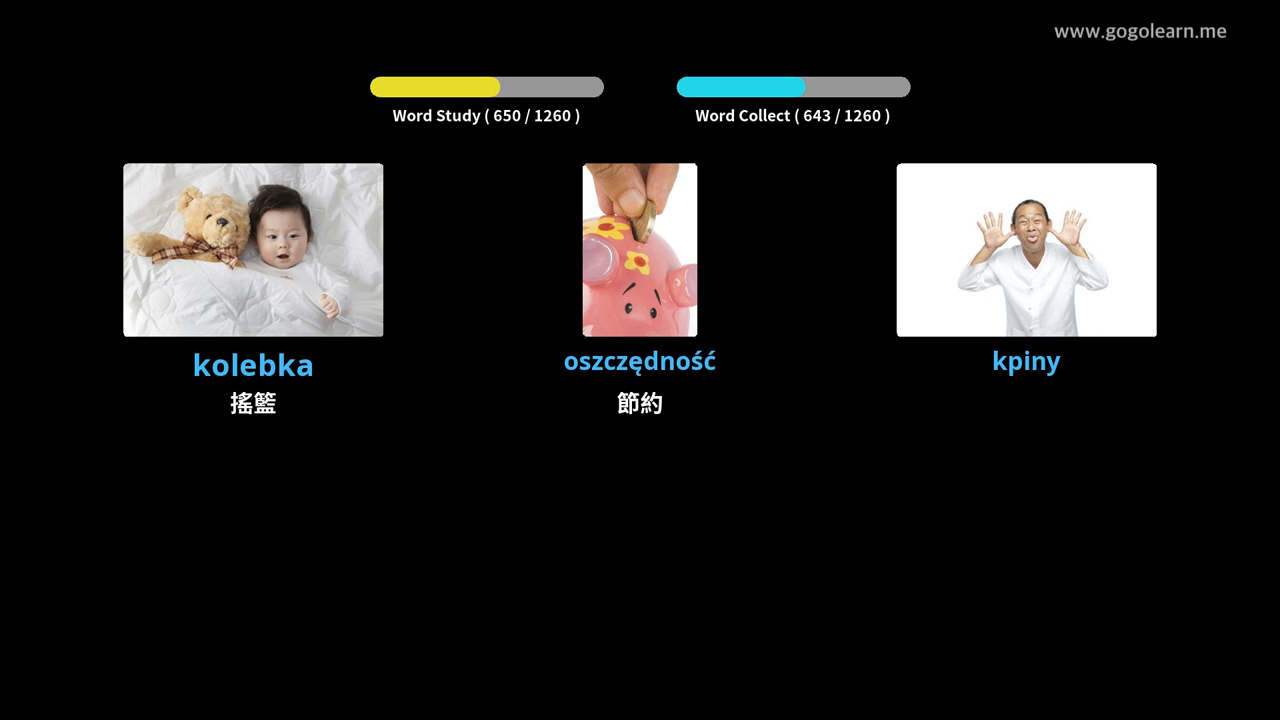 www.gogolearn.me
Word Study ( 650 / 1260 )
Word Collect ( 643 / 1260 )
kolebka
搖籃
oszczędność
節約
kpiny